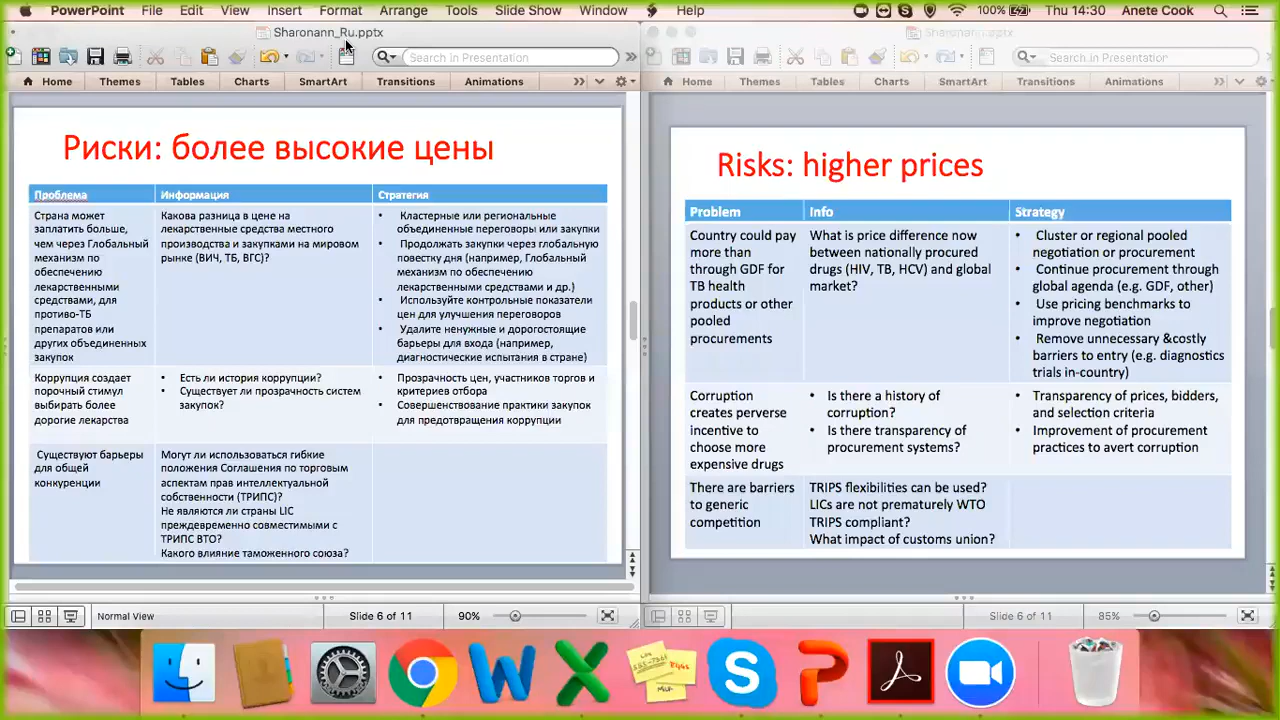 PowerPoint File Edit View Insert Format Arrange Tools Slide Show Window Help 100% Thu 14:30 Anete Cook
Sharonann_Ru.pptx
Search in Presentation
Home Themes Tables Charts SmartArt Transitions Animations
Риски: более высокие цены
Проблема Информация Стратегия
Страна может
заплатить больше,
чем через Глобальный
механизм по
обеспечению
лекарственными
средствами, для
противо-ТБ
препаратов или
других объединенных
закупок
Какова разница в цене на
лекарственные средства местного
производства и закупками на мировом
рынке (ВИЧ, ТБ, ВГС)?
• Кластерные или региональные
объединенные переговоры или закупки
• Продолжать закупки через глобальную
повестку дня (например, Глобальный
механизм по обеспечению
лекарственными средствами и др.)
• Используйте контрольные показатели
цен для улучшения переговоров
• Удалите ненужные и дорогостоящие
барьеры для входа (например,
диагностические испытания в стране)
Коррупция создает
порочный стимул
выбирать более
дорогие лекарства
• Есть ли история коррупции?
• Существует ли прозрачность систем
закупок?
• Прозрачность цен, участников торгов и
критериев отбора
• Совершенствование практики закупок
для предотвращения коррупции
Существуют барьеры
для общей
конкуренции
Могут ли использоваться гибкие
положения Соглашения по торговым
аспектам прав интеллектуальной
собственности (ТРИПС)?
Не являются ли страны LIC
преждевременно совместимыми с
ТРИПС ВТО?
Какого влияние таможенного союза?
Normal View Slide 6 of 11 90%
Search in Presentation
Home Themes Tables Charts SmartArt Transitions Animations
Risks: higher prices
Problem Info Strategy
Country could pay
more than
through GDF for
TB health
products or other
pooled
procurements
What is price difference now
between nationally procured
drugs (HIV, TB, HCV) and global
market?
• Cluster or regional pooled
negotiation or procurement
• Continue procurement through
global agenda (e.g. GDF, other)
• Use pricing benchmarks to
improve negotiation
• Remove unnecessary &costly
barriers to entry (e.g. diagnostics
trials in-country)
Corruption
creates perverse
incentive to
choose more
expensive drugs
• Is there a history of
corruption?
• Is there transparency of
procurement systems?
• Transparency of prices, bidders,
and selection criteria
• Improvement of procurement
practices to avert corruption
There are barriers
to generic
competition
TRIPS flexibilities can be used?
LICs are not prematurely WTO
TRIPS compliant?
What impact of customs union?
Slide 6 of 11 85%